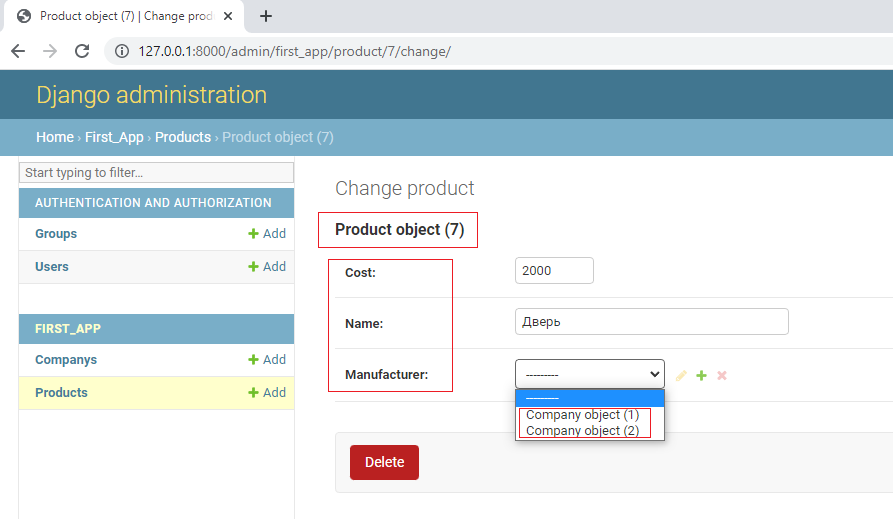 Product object (7) | Change prod
127.0.0.1:8000/admin/first_app/product/7/change/
Django administration
Home › First_App › Products › Product object (7)
Start typing to filter...
AUTHENTICATION AND AUTHORIZATION
Groups + Add
Users + Add
FIRST_APP
Companys + Add
Products + Add
Change product
Product object (7)
Cost: 2000
Name: Дверь
Manufacturer: ---------
---------
Company object (1)
Company object (2)
Delete